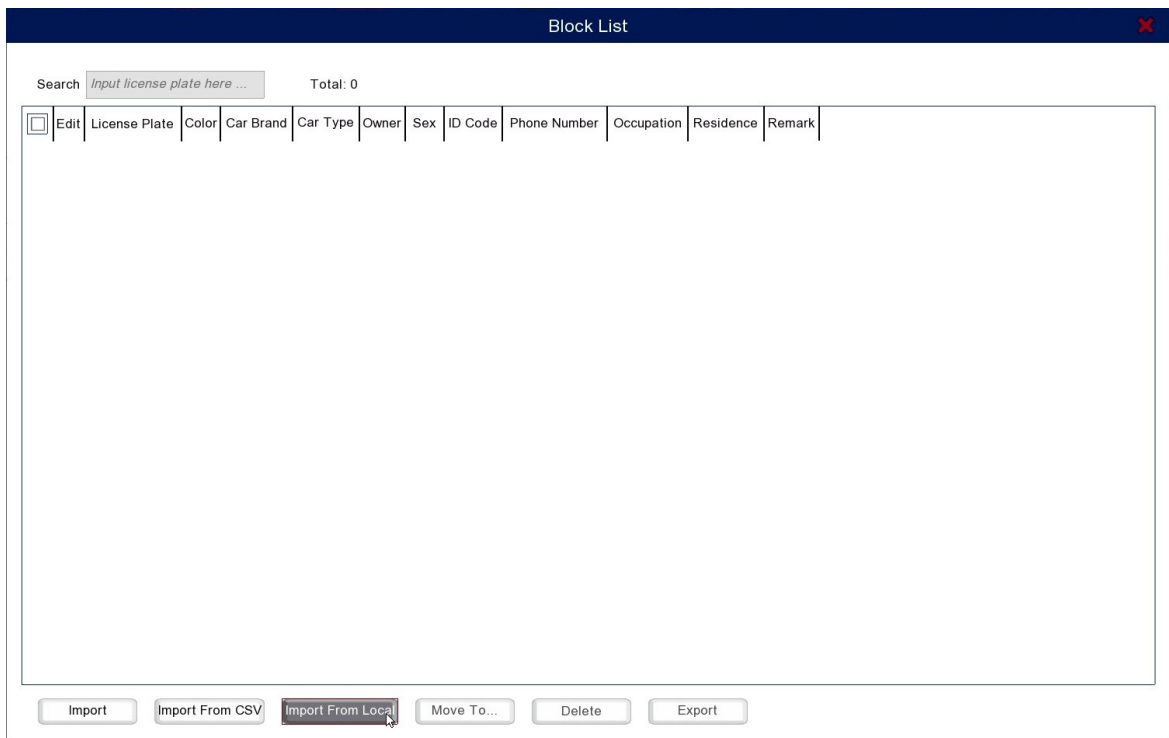 Block List
Search Input license plate here ... Total: 0
Edit License Plate Color Car Brand Car Type Owner Sex ID Code Phone Number Occupation Residence Remark
Import Import From CSV Import From Local Move To... Delete Export